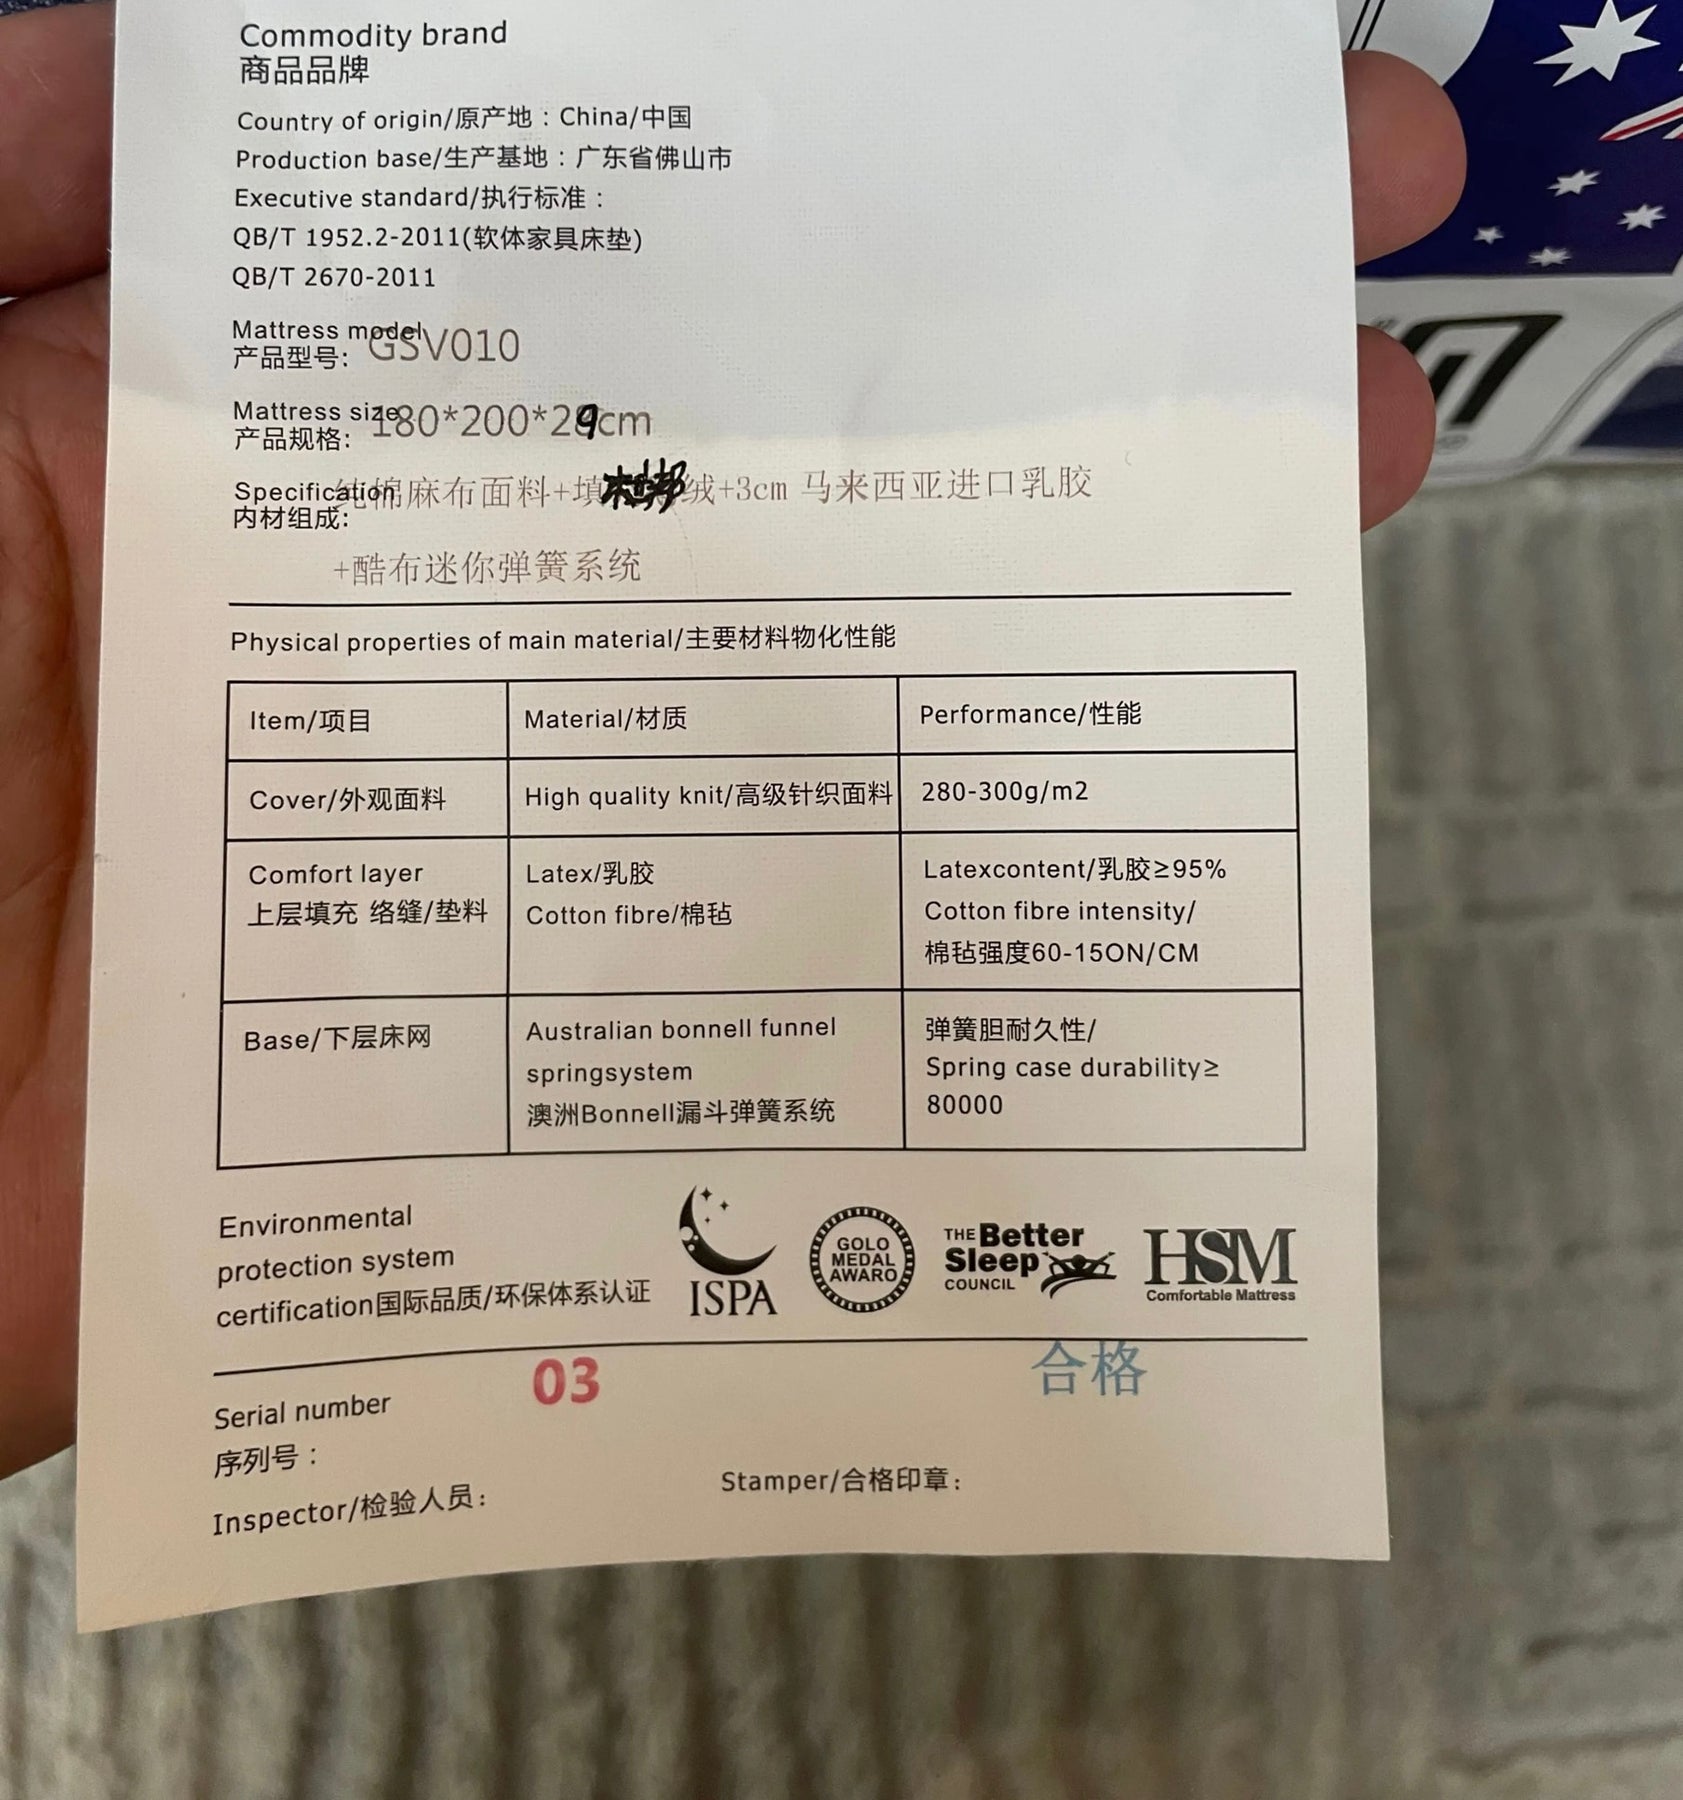 Commodity brand
商品品牌
Country of origin/原产地：China/中国
Production base/生产基地：广东省佛山市
Executive standard/执行标准：
QB/T 1952.2-2011(软体家具床垫)
QB/T 2670-2011
Mattress model
产品型号: GSV010
Mattress size
产品规格: 180*200*29cm
Specification
内材组成: 纯棉麻布面料+填 绒+3cm 马来西亚进口乳胶
+酷布迷你弹簧系统
Physical properties of main material/主要材料物化性能
Item/项目 Material/材质 Performance/性能
Cover/外观面料 High quality knit/高级针织面料 280-300g/m2
Comfort layer Latex/乳胶 Latexcontent/乳胶≥95%
上层填充 络缝/垫料 Cotton fibre/棉毡 Cotton fibre intensity/
棉毡强度60-15ON/CM
Base/下层床网 Australian bonnell funnel 弹簧胆耐久性/
springsystem Spring case durability≥
澳洲Bonnell漏斗弹簧系统 80000
Environmental
protection system
certification国际品质/环保体系认证
ISPA
GOLO
MEDAL
AWARO
THE Better
Sleep
COUNCIL
HSM
Comfortable Mattress
03
合格
Serial number
序列号：
Inspector/检验人员：
Stamper/合格印章：